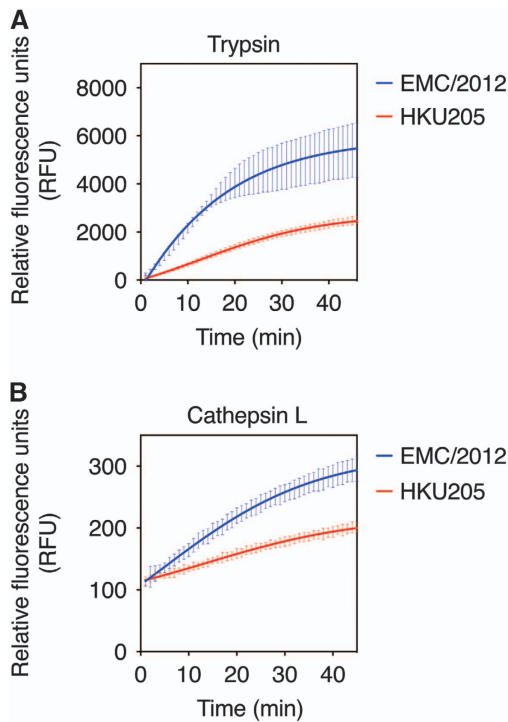 A
Trypsin
Relative fluorescence units
(RFU)
8000
6000
4000
2000
0
0 10 20 30 40
Time (min)
EMC/2012
HKU205
B
Cathepsin L
Relative fluorescence units
(RFU)
300
200
100
0
0 10 20 30 40
Time (min)
EMC/2012
HKU205